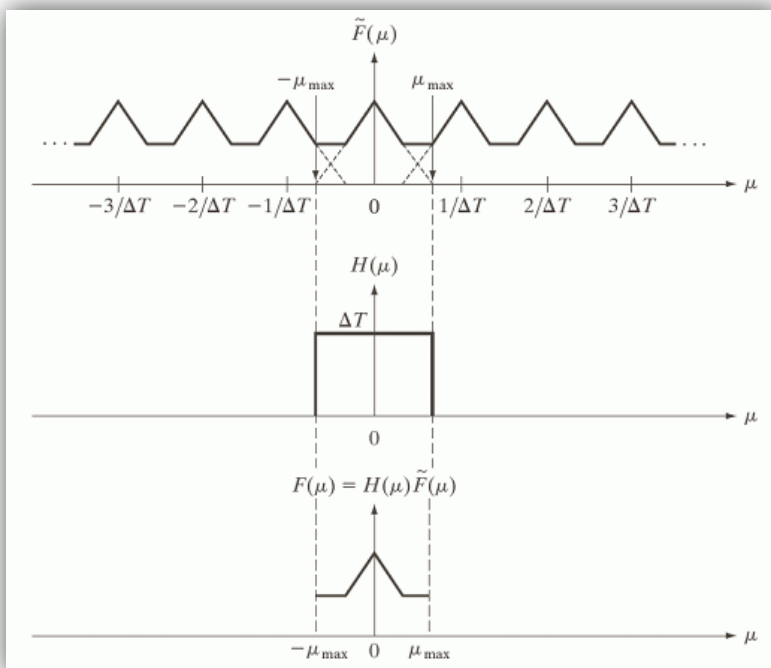 F̃(μ)
−μmax μmax
··· ···
μ
−3/ΔT −2/ΔT −1/ΔT 0 1/ΔT 2/ΔT 3/ΔT
H(μ)
ΔT
μ
0
F(μ) = H(μ)F̃(μ)
μ
−μmax 0 μmax